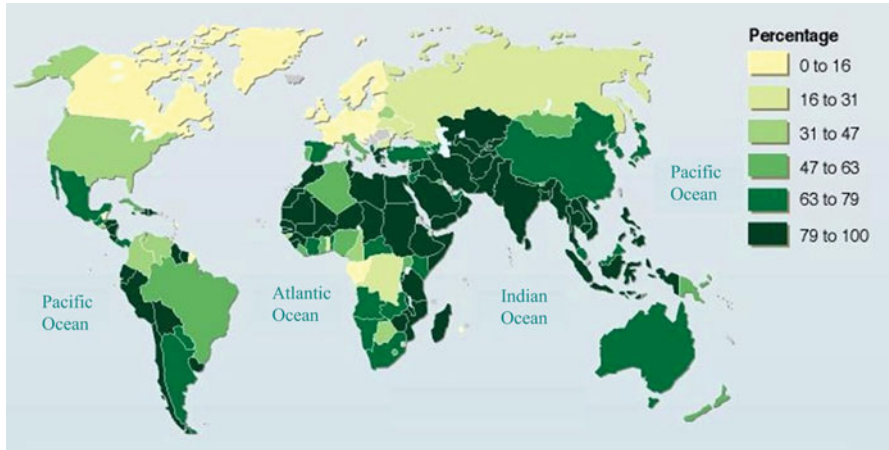 Percentage
0 to 16
16 to 31
31 to 47
47 to 63
63 to 79
79 to 100
Pacific
Ocean
Pacific
Ocean
Atlantic
Ocean
Indian
Ocean